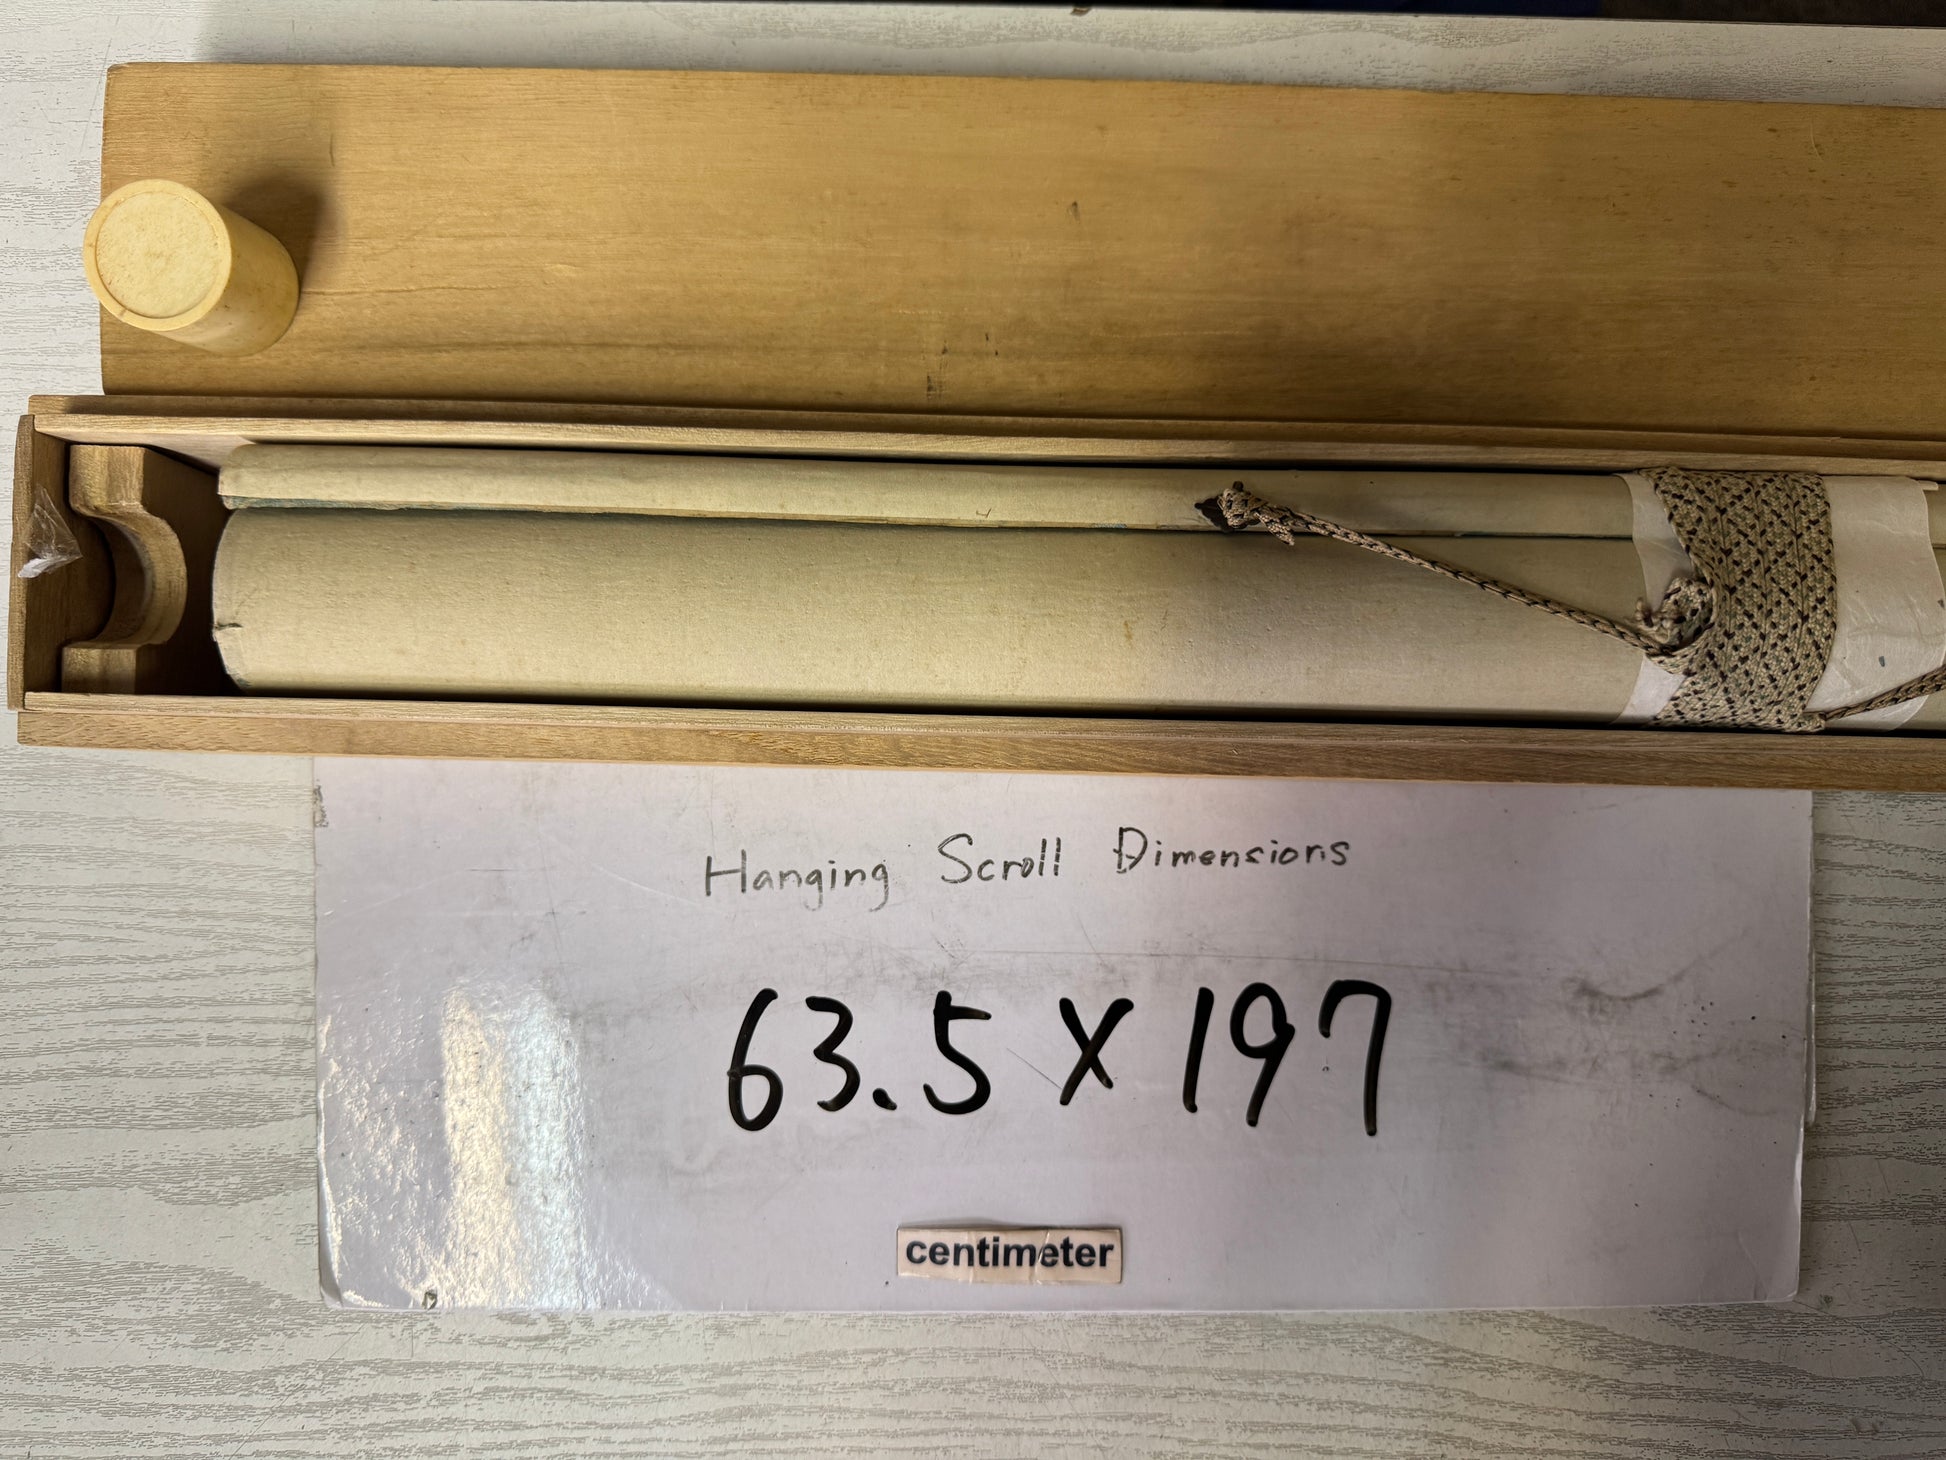 Hanging Scroll Dimensions
63.5 X 197
centimeter